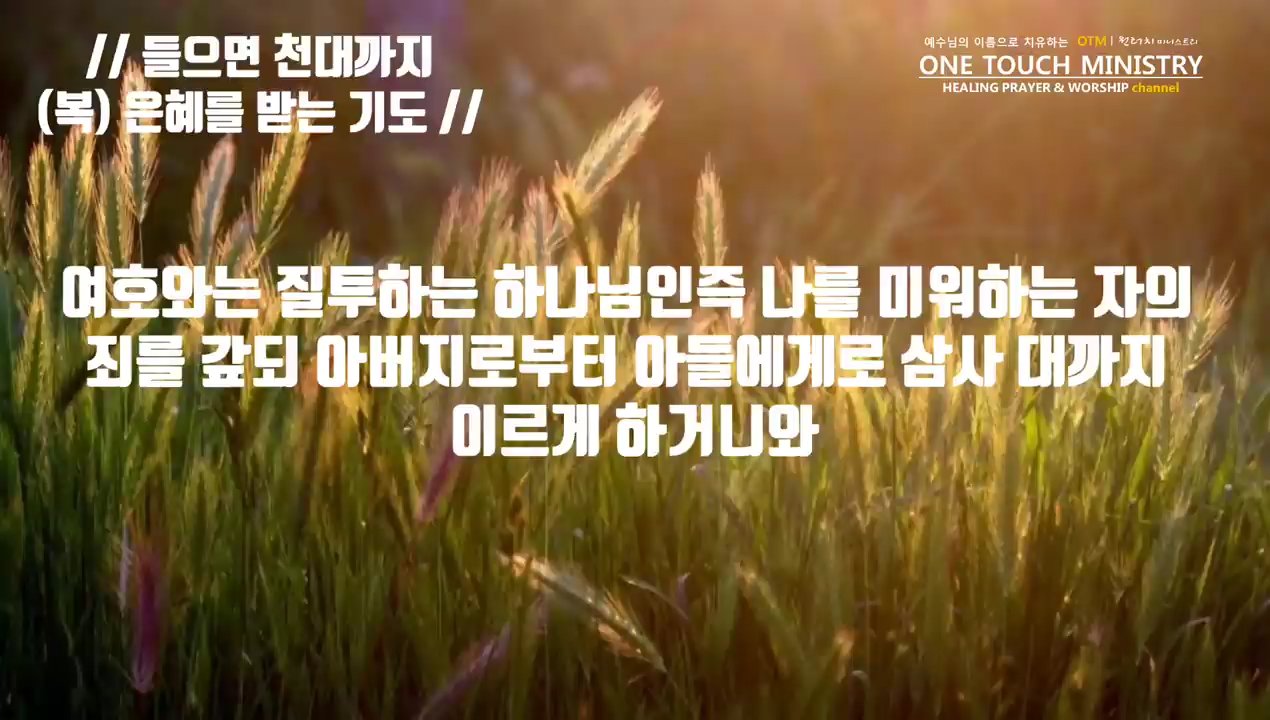 // 들으면 천대까지
(복) 은혜를 받는 기도 //
예수님의 이름으로 치유하는 OTM | 원터치 미니스트리
ONE TOUCH MINISTRY
HEALING PRAYER & WORSHIP channel
여호와는 질투하는 하나님인즉 나를 미워하는 자의
죄를 갚되 아버지로부터 아들에게로 삼사 대까지
이르게 하거니와